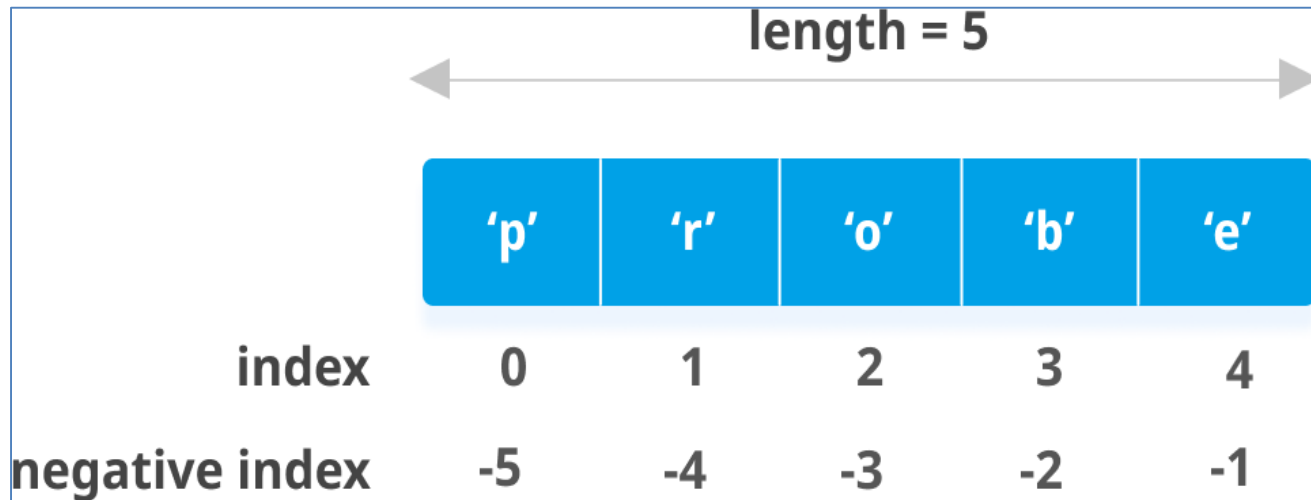 length = 5
‘p’ ‘r’ ‘o’ ‘b’ ‘e’
index 0 1 2 3 4
negative index -5 -4 -3 -2 -1